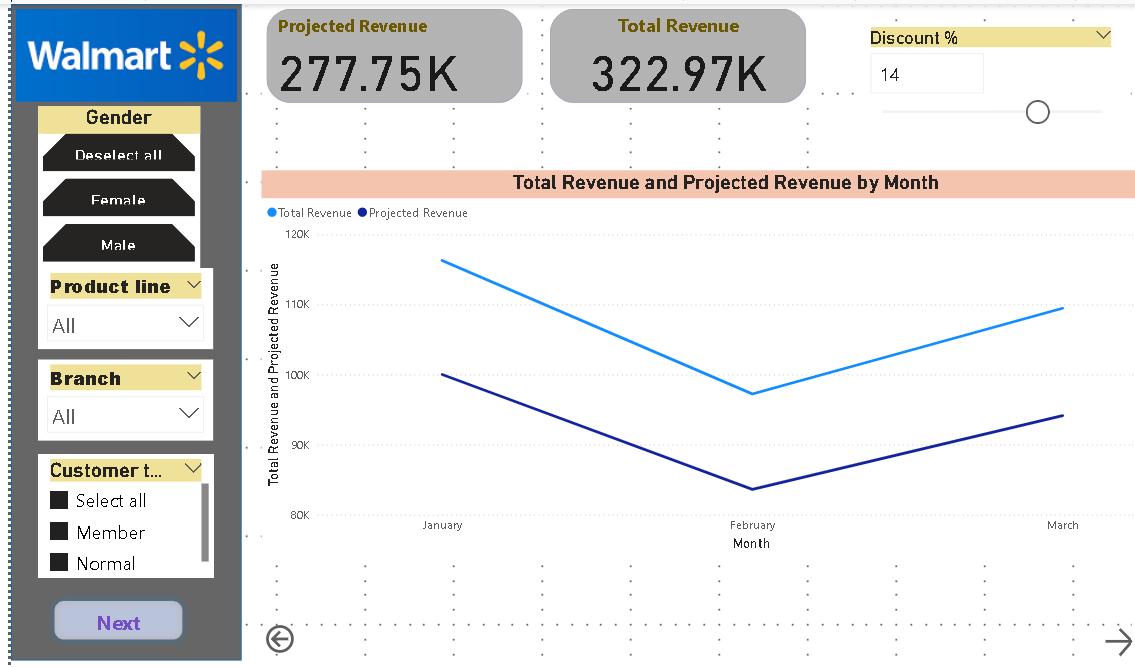 Walmart
Gender
Deselect all
Female
Male
Product line
All
Branch
All
Customer t...
Select all
Member
Normal
Next
Projected Revenue
277.75K
Total Revenue
322.97K
Discount %
14
Total Revenue and Projected Revenue by Month
Total Revenue Projected Revenue
Total Revenue and Projected Revenue
120K
110K
100K
90K
80K
January February March
Month